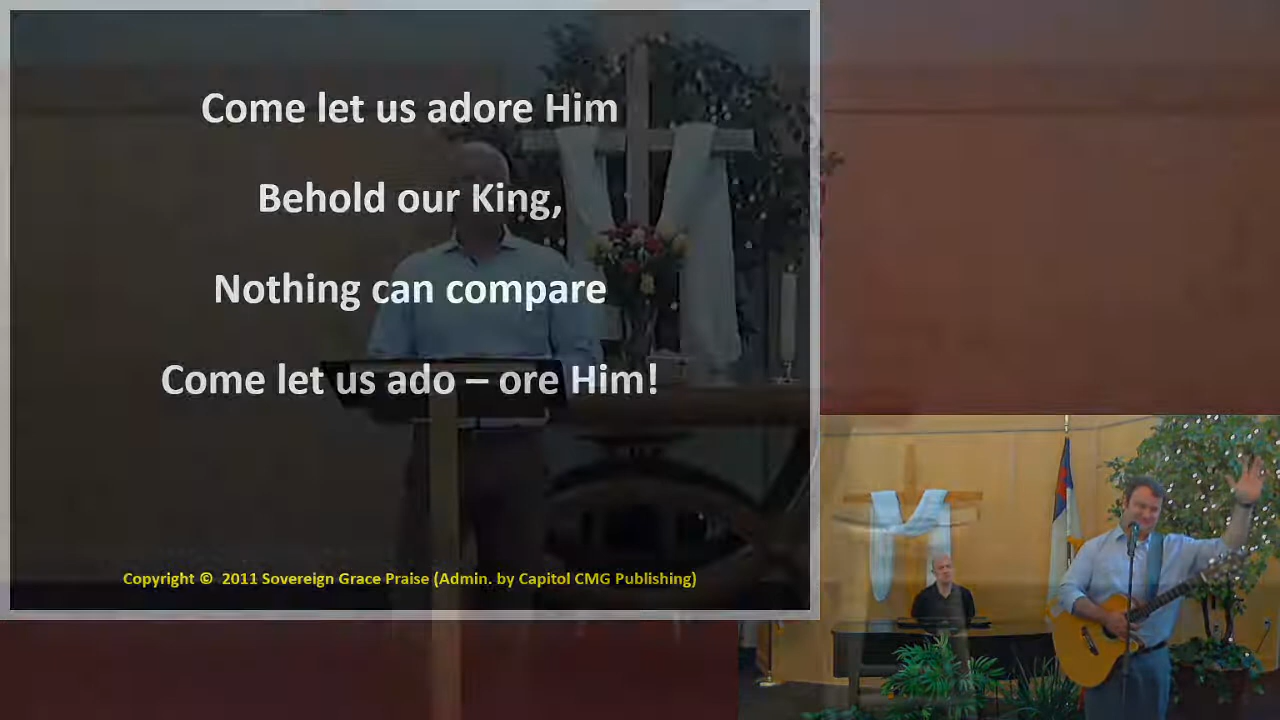 Come let us adore Him
Behold our King,
Nothing can compare
Come let us ado – ore Him!
Copyright © 2011 Sovereign Grace Praise (Admin. by Capitol CMG Publishing)